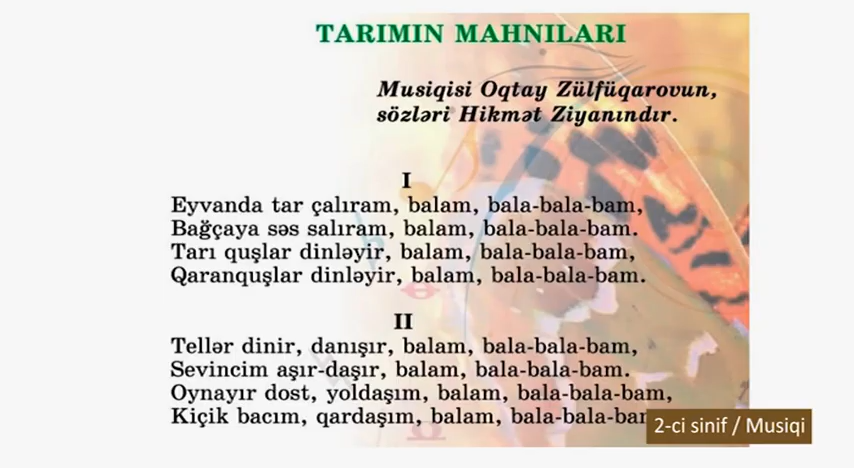 TARIMIN MAHNILARI
Musiqisi Oqtay Zülfüqarovun,
sözləri Hikmət Ziyanındır.
I
Eyvanda tar çalıram, balam, bala-bala-bam,
Bağçaya səs salıram, balam, bala-bala-bam.
Tarı quşlar dinləyir, balam, bala-bala-bam,
Qaranquşlar dinləyir, balam, bala-bala-bam.
II
Tellər dinir, danışır, balam, bala-bala-bam,
Sevincim aşır-daşır, balam, bala-bala-bam.
Oynayır dost, yoldaşım, balam, bala-bala-bam,
Kiçik bacım, qardaşım, balam, bala-bala-bam
2-ci sinif / Musiqi